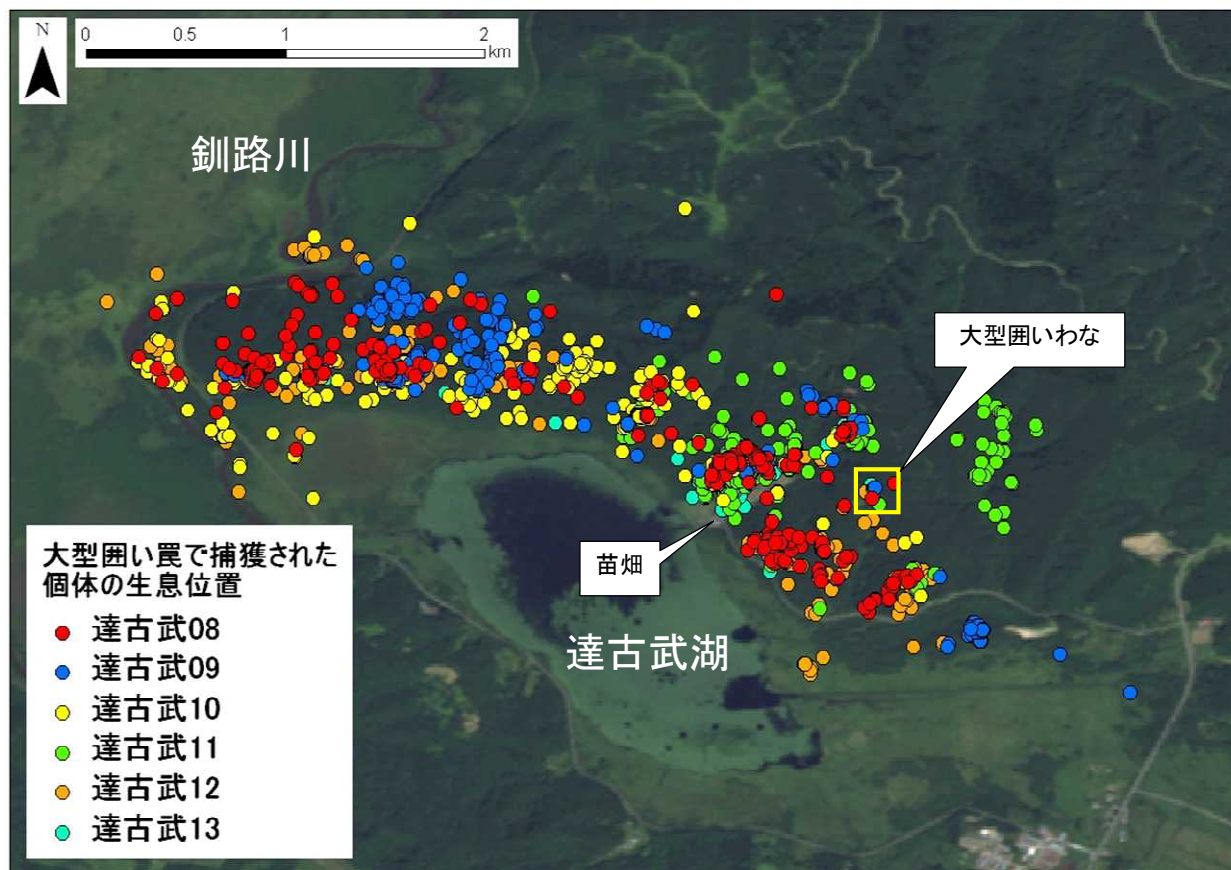 N
0 0.5 1 2
km
釧路川
大型囲いわな
苗畑
達古武湖
大型囲い罠で捕獲された
個体の生息位置
達古武08
達古武09
達古武10
達古武11
達古武12
達古武13